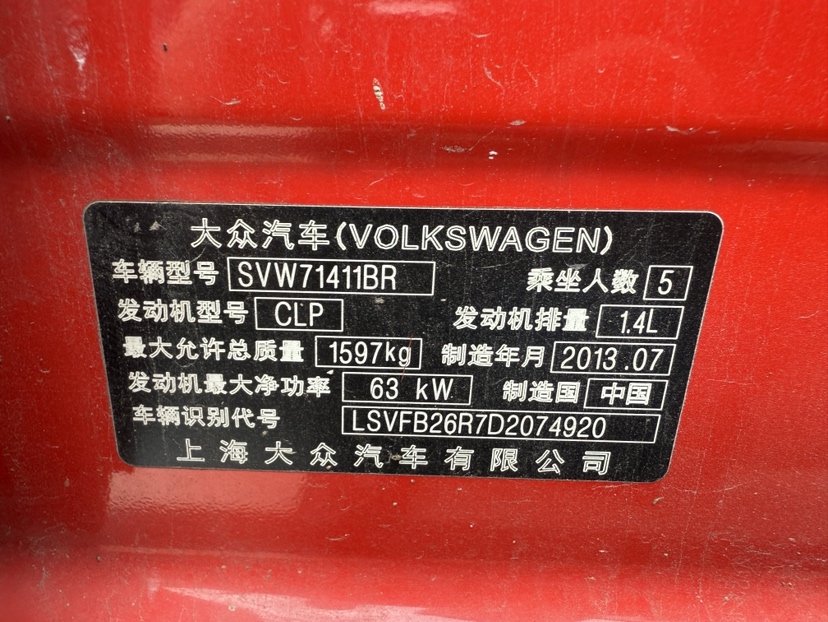 大众汽车(VOLKSWAGEN)
车辆型号 SVW71411BR 乘坐人数 5
发动机型号 CLP 发动机排量 1.4L
最大允许总质量 1597kg 制造年月 2013.07
发动机最大净功率 63 kW 制造国 中国
车辆识别代号 LSVFB26R7D2074920
上海大众汽车有限公司